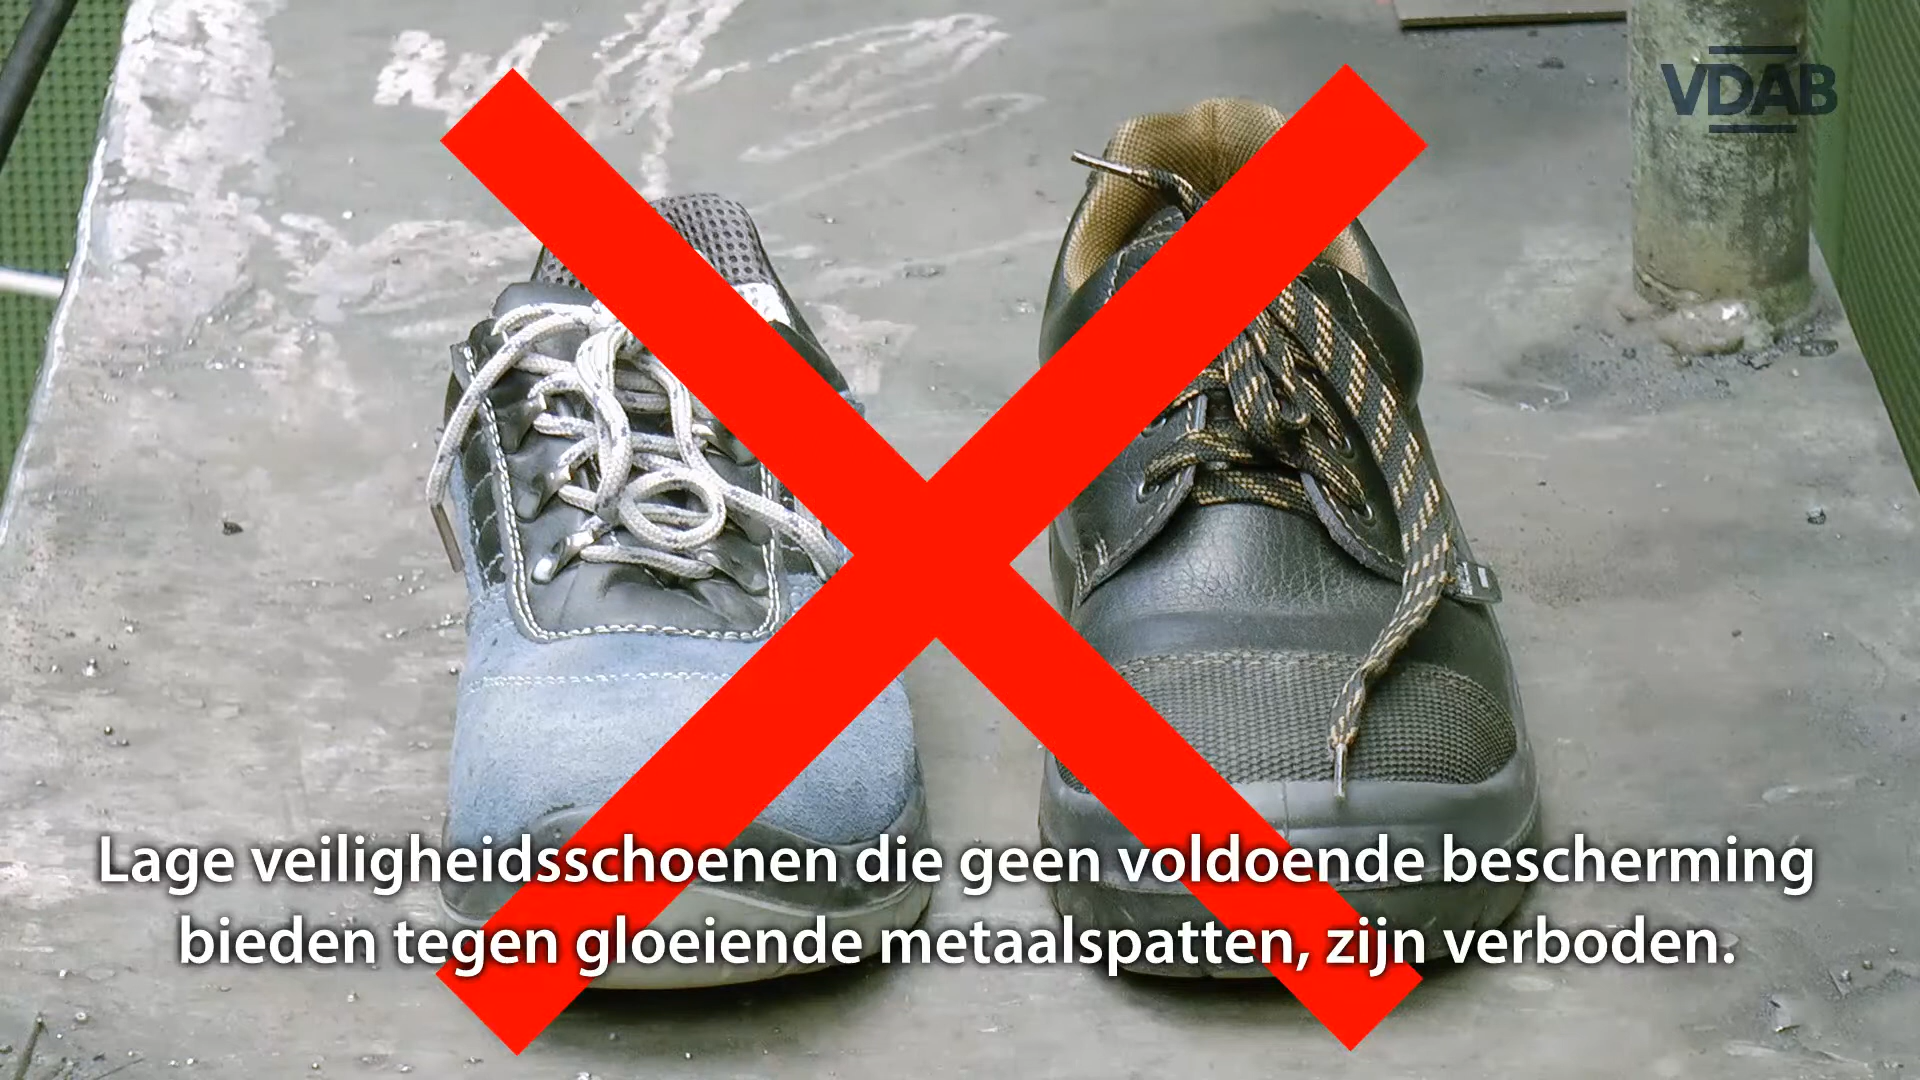 VDAB
Lage veiligheidsschoenen die geen voldoende bescherming
bieden tegen gloeiende metaalspatten, zijn verboden.